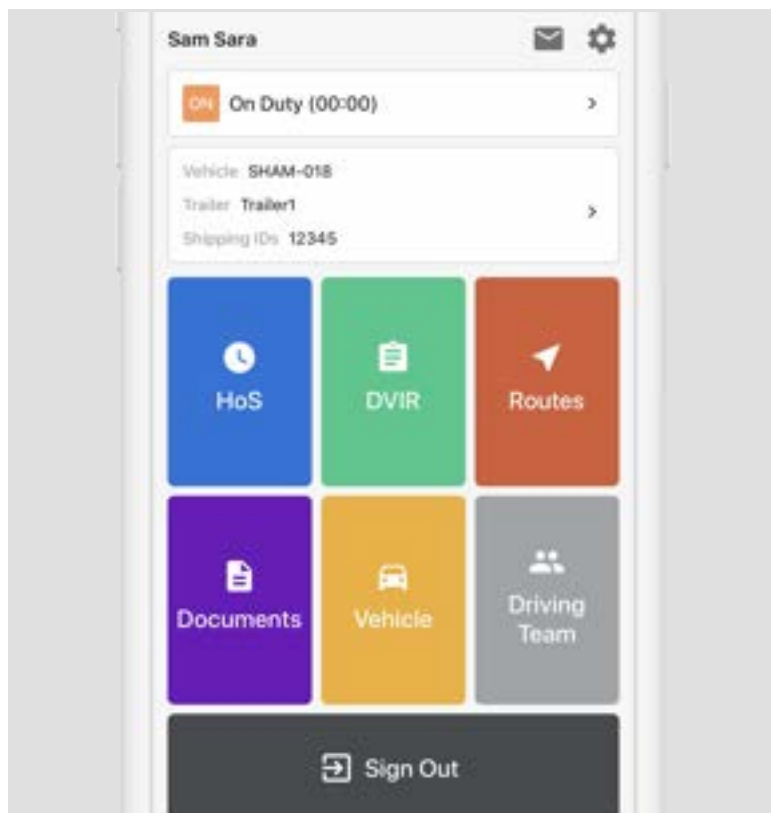 Sam Sara
ON On Duty (00:00)
Vehicle SHAM-018
Trailer Trailer1
Shipping IDs 12345
HoS
DVIR
Routes
Documents
Vehicle
Driving
Team
Sign Out